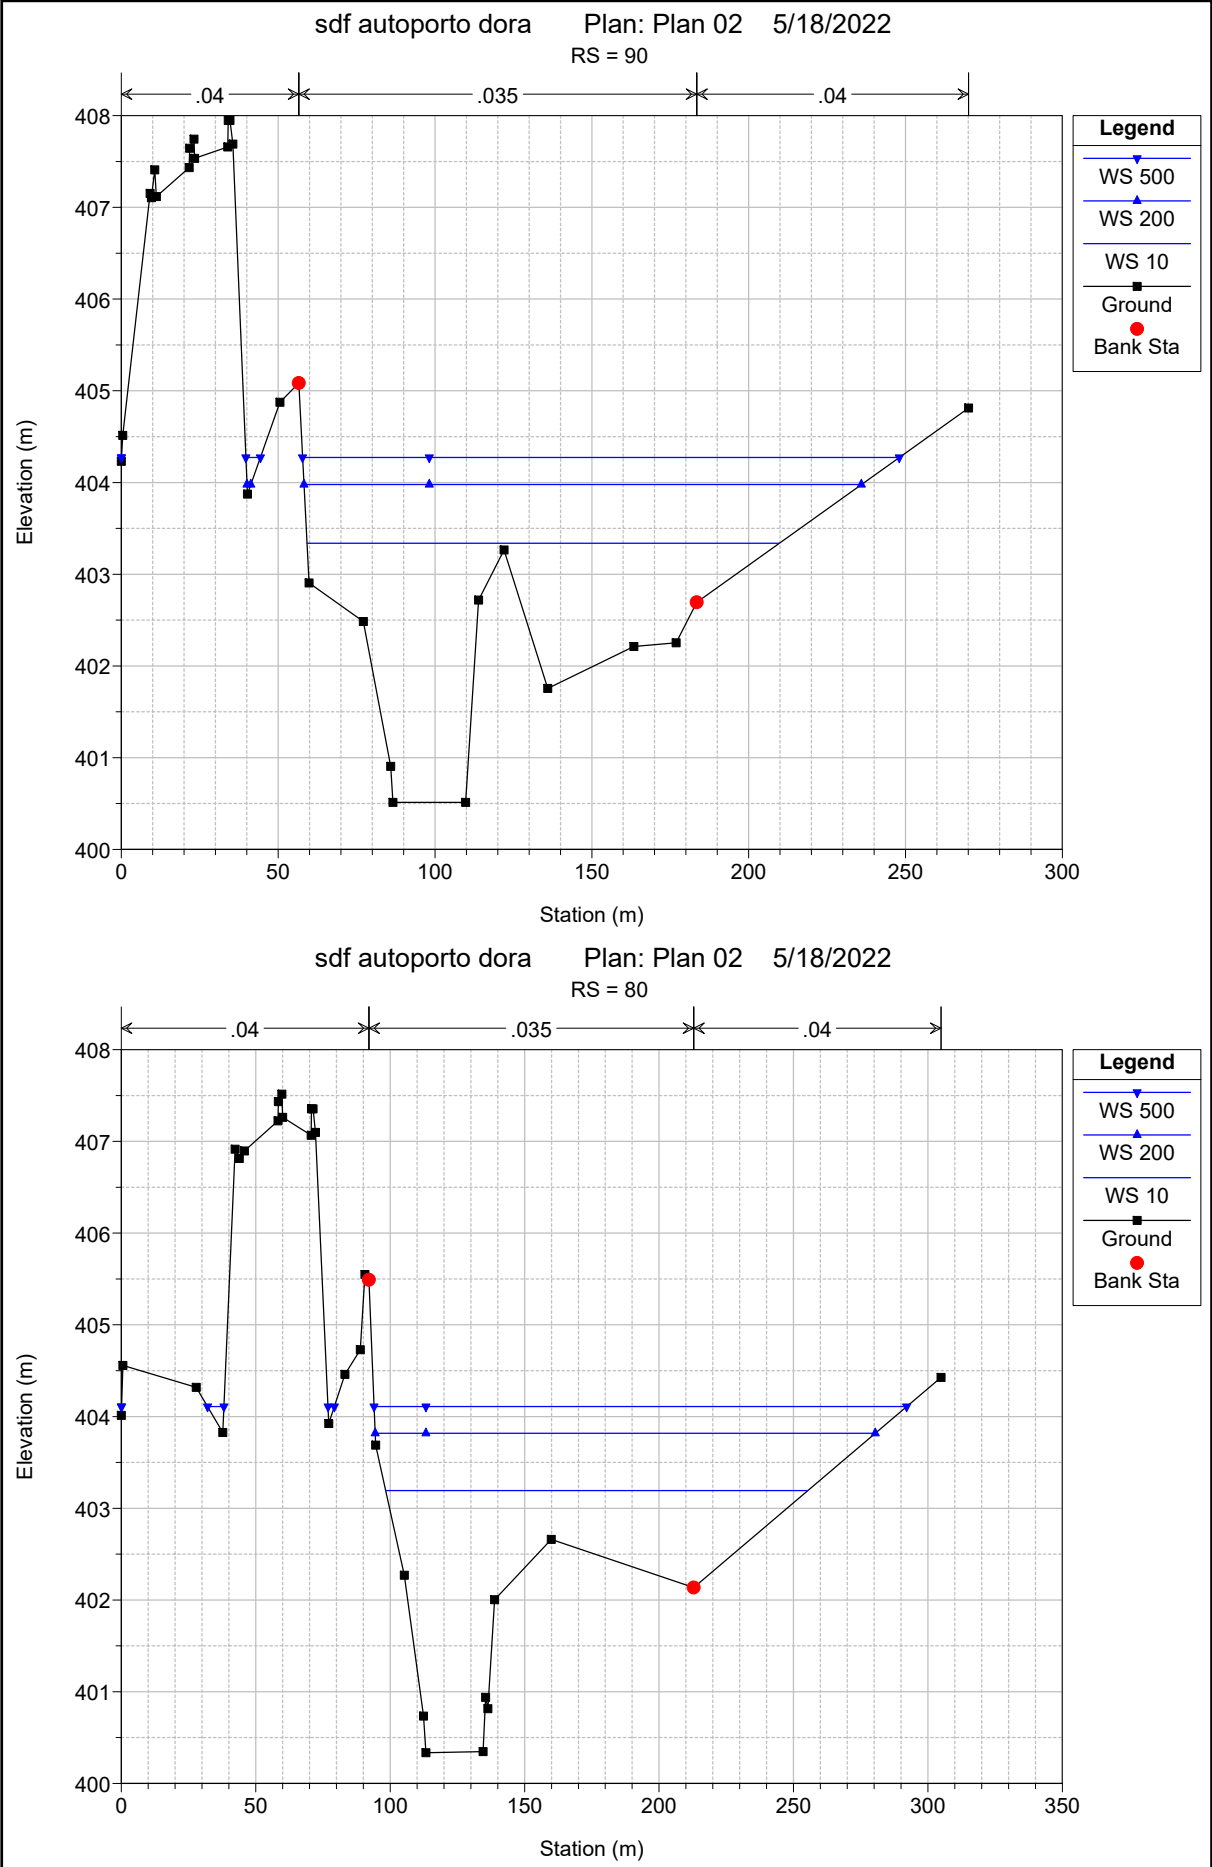 sdf autoporto dora Plan: Plan 02 5/18/2022
RS = 90
.04 .035 .04
408
407
406
405
404
403
402
401
400
Elevation (m)
0 50 100 150 200 250 300
Station (m)
Legend
WS 500
WS 200
WS 10
Ground
Bank Sta
sdf autoporto dora Plan: Plan 02 5/18/2022
RS = 80
.04 .035 .04
408
407
406
405
404
403
402
401
400
Elevation (m)
0 50 100 150 200 250 300 350
Station (m)
Legend
WS 500
WS 200
WS 10
Ground
Bank Sta